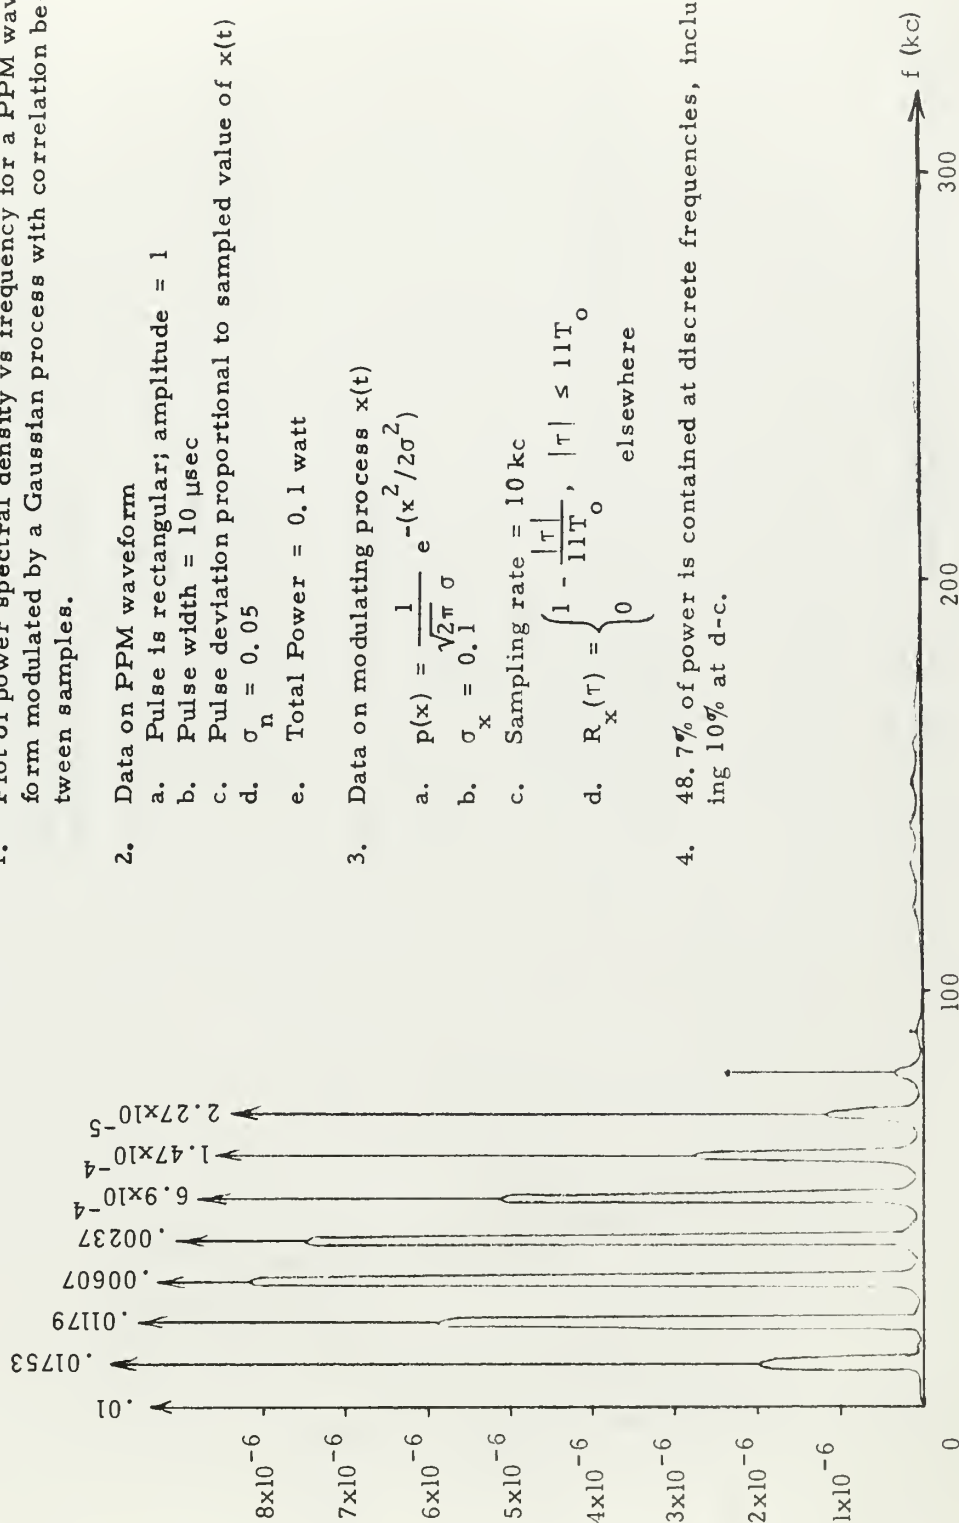 1. Plot of power spectral density vs frequency for a PPM wav
form modulated by a Gaussian process with correlation be
tween samples.
2. Data on PPM waveform
a. Pulse is rectangular; amplitude = 1
b. Pulse width = 10 μsec
c. Pulse deviation proportional to sampled value of x(t)
d. σn = 0.05
e. Total Power = 0.1 watt
3. Data on modulating process x(t)
a. p(x) = 1/√2π σ e^-(x^2/2σ^2)
b. σx = 0.1
c. Sampling rate = 10 kc
d. Rx(τ) = { 1 - |τ|/11To , |τ| ≤ 11To
0 elsewhere
4. 48.7% of power is contained at discrete frequencies, inclu
ing 10% at d-c.
.01
.01753
.01179
.00607
.00237
6.9x10^-4
1.47x10^-4
2.27x10^-5
8x10^-6
7x10^-6
6x10^-6
5x10^-6
4x10^-6
3x10^-6
2x10^-6
1x10^-6
0
100
200
300
f (kc)